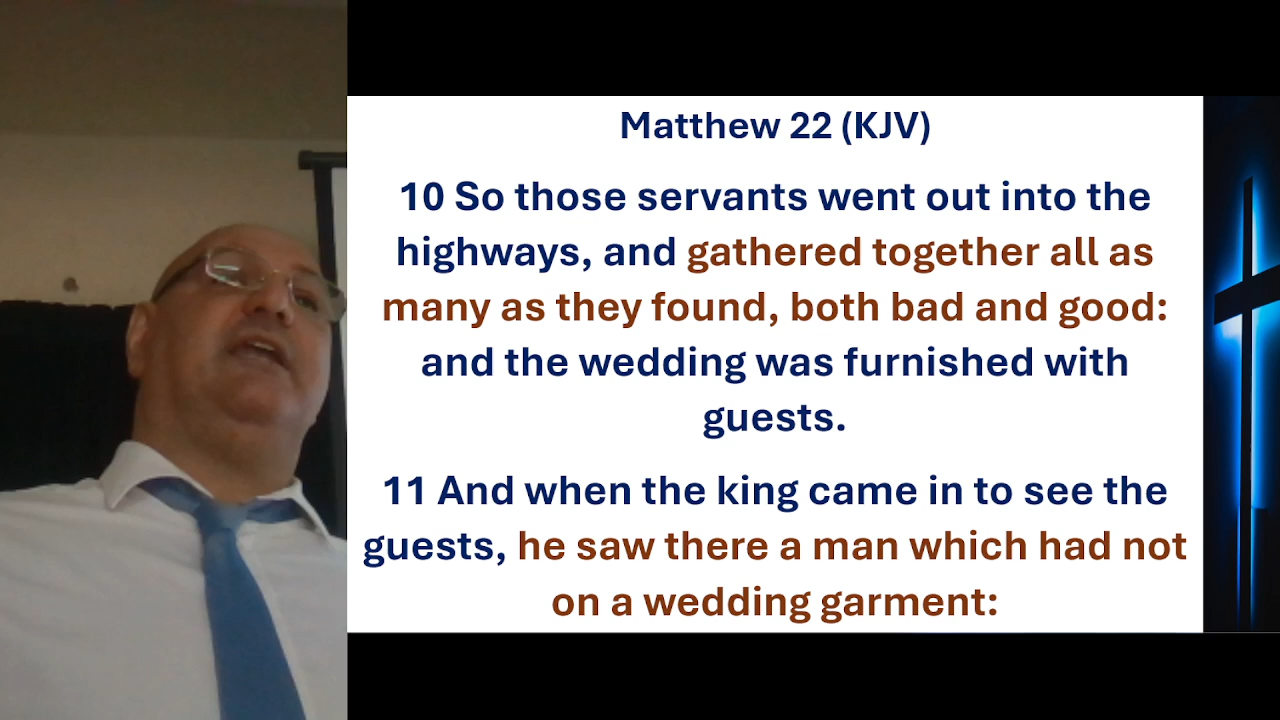 Matthew 22 (KJV)
10 So those servants went out into the
highways, and gathered together all as
many as they found, both bad and good:
and the wedding was furnished with
guests.
11 And when the king came in to see the
guests, he saw there a man which had not
on a wedding garment: